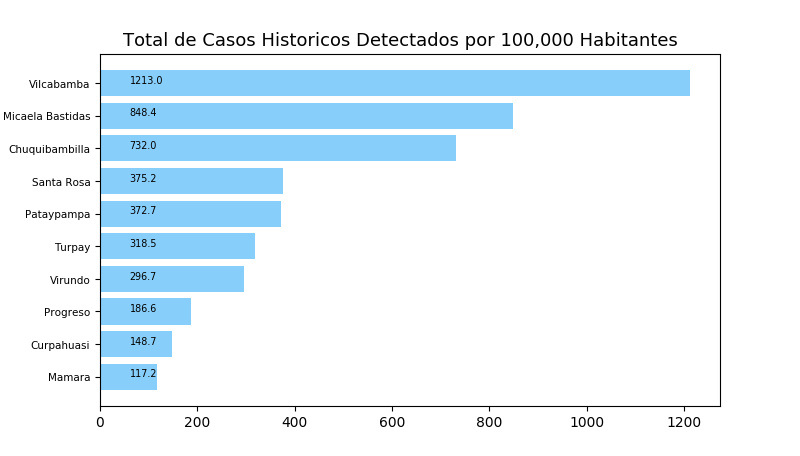 Total de Casos Historicos Detectados por 100,000 Habitantes
Vilcabamba 1213.0
Micaela Bastidas 848.4
Chuquibambilla 732.0
Santa Rosa 375.2
Pataypampa 372.7
Turpay 318.5
Virundo 296.7
Progreso 186.6
Curpahuasi 148.7
Mamara 117.2
0 200 400 600 800 1000 1200